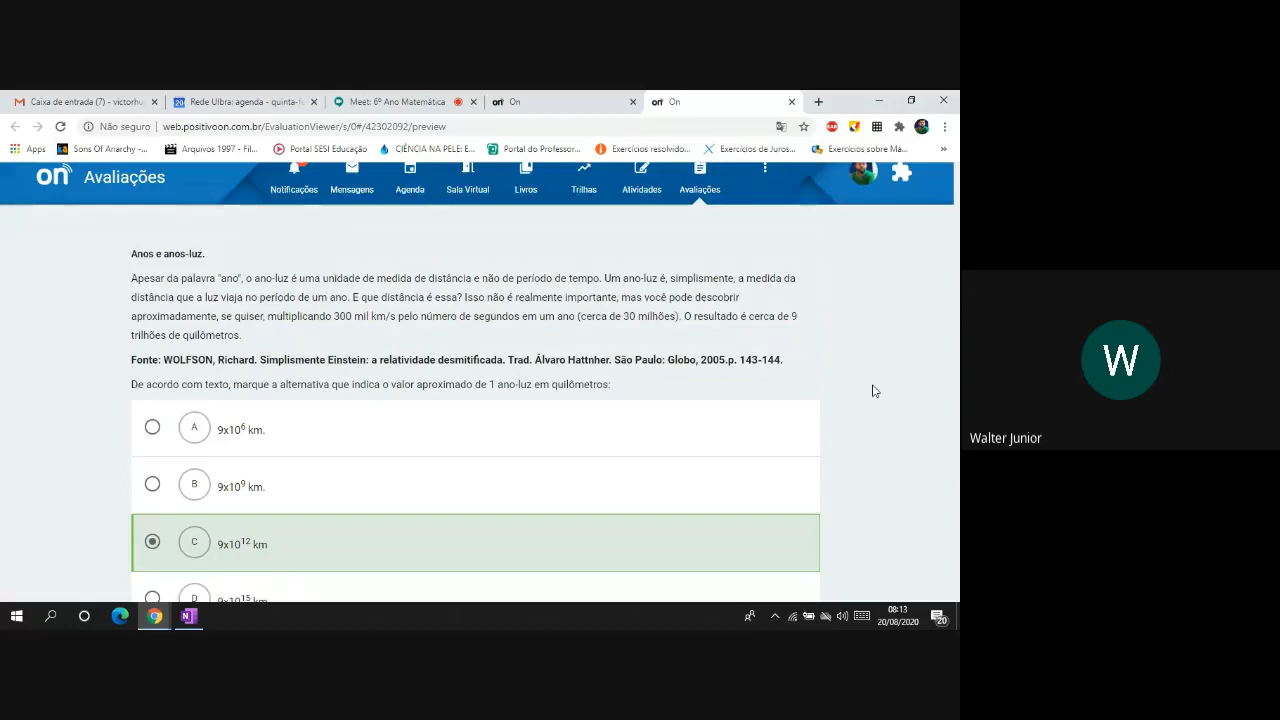 Caixa de entrada (7) - victorhu
Rede Ulbra: agenda - quinta-fe
Meet: 6º Ano Matemática
On
On
Não seguro
web.positivoon.com.br/EvaluationViewer/s/0#/42302092/preview
Apps
Sons Of Anarchy -...
Arquivos 1997 - Fil...
Portal SESI Educação
CIÊNCIA NA PELE: E...
Portal do Professor...
Exercícios resolvido...
Exercícios de Juros...
Exercícios sobre Ma...
on
Avaliações
Notificações
Mensagens
Agenda
Sala Virtual
Livros
Trilhas
Atividades
Avaliações
Anos e anos-luz.
Apesar da palavra "ano", o ano-luz é uma unidade de medida de distância e não de período de tempo. Um ano-luz é, simplesmente, a medida da
distância que a luz viaja no período de um ano. E que distância é essa? Isso não é realmente importante, mas você pode descobrir
aproximadamente, se quiser, multiplicando 300 mil km/s pelo número de segundos em um ano (cerca de 30 milhões). O resultado é cerca de 9
trilhões de quilômetros.
Fonte: WOLFSON, Richard. Simplismente Einstein: a relatividade desmitificada. Trad. Álvaro Hattnher. São Paulo: Globo, 2005.p. 143-144.
De acordo com texto, marque a alternativa que indica o valor aproximado de 1 ano-luz em quilômetros:
A 9x10⁶ km.
B 9x10⁹ km.
C 9x10¹² km
D 9x10¹⁵ km
W
Walter Junior
08:13
20/08/2020
20